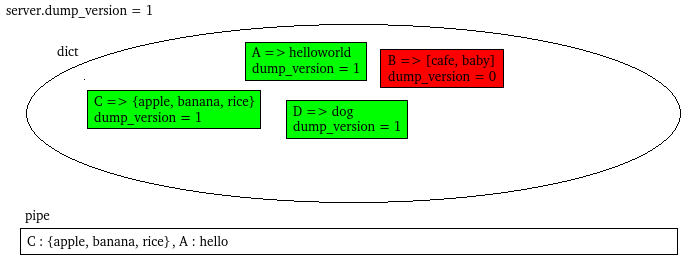 server.dump_version = 1
dict
A => helloworld
dump_version = 1
B => [cafe, baby]
dump_version = 0
C => {apple, banana, rice}
dump_version = 1
D => dog
dump_version = 1
pipe
C : {apple, banana, rice} , A : hello